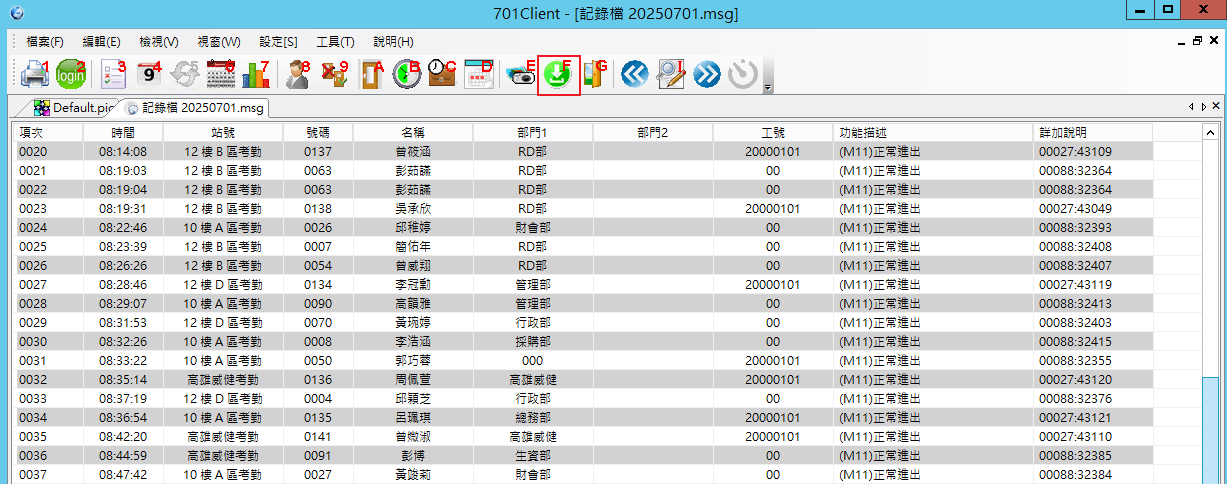 701Client - [記錄檔 20250701.msg]
檔案(F) 編輯(E) 檢視(V) 視窗(W) 設定[S] 工具(T) 說明(H)
1 login 2 3 9 4 5 6 7 8 9 A B C D E F G
Default.pic 記錄檔 20250701.msg
項次 時間 站號 號碼 名稱 部門1 部門2 工號 功能描述 詳加說明
0020 08:14:08 12 樓 B 區考勤 0137 曾筱涵 RD部 20000101 (M11)正常進出 00027:43109
0021 08:19:03 12 樓 B 區考勤 0063 彭茹讌 RD部 00 (M11)正常進出 00088:32364
0022 08:19:04 12 樓 B 區考勤 0063 彭茹讌 RD部 00 (M11)正常進出 00088:32364
0023 08:19:31 12 樓 B 區考勤 0138 吳承欣 RD部 20000101 (M11)正常進出 00027:43049
0024 08:22:46 10 樓 A 區考勤 0026 邱稚婷 財會部 00 (M11)正常進出 00088:32393
0025 08:23:39 12 樓 B 區考勤 0007 簡佑年 RD部 00 (M11)正常進出 00088:32408
0026 08:26:26 12 樓 B 區考勤 0054 曾威翔 RD部 00 (M11)正常進出 00088:32407
0027 08:28:46 12 樓 D 區考勤 0134 李冠勳 管理部 20000101 (M11)正常進出 00027:43119
0028 08:29:07 10 樓 A 區考勤 0090 高韻雅 管理部 00 (M11)正常進出 00088:32413
0029 08:31:53 12 樓 D 區考勤 0070 黃琬婷 行政部 00 (M11)正常進出 00088:32403
0030 08:32:26 10 樓 A 區考勤 0008 李浩涵 採購部 00 (M11)正常進出 00088:32415
0031 08:33:22 10 樓 A 區考勤 0050 郭巧蓉 000 20000101 (M11)正常進出 00088:32355
0032 08:35:14 高雄威健考勤 0136 周佩萱 高雄威健 20000101 (M11)正常進出 00027:43120
0033 08:37:19 12 樓 D 區考勤 0004 邱穎芝 行政部 00 (M11)正常進出 00088:32376
0034 08:36:54 10 樓 A 區考勤 0135 呂珮琪 總務部 20000101 (M11)正常進出 00027:43121
0035 08:42:20 高雄威健考勤 0141 曾媺淑 高雄威健 20000101 (M11)正常進出 00027:43110
0036 08:44:59 高雄威健考勤 0091 彭博 生資部 00 (M11)正常進出 00088:32385
0037 08:47:42 10 樓 A 區考勤 0027 黃竣莉 財會部 00 (M11)正常進出 00088:32384